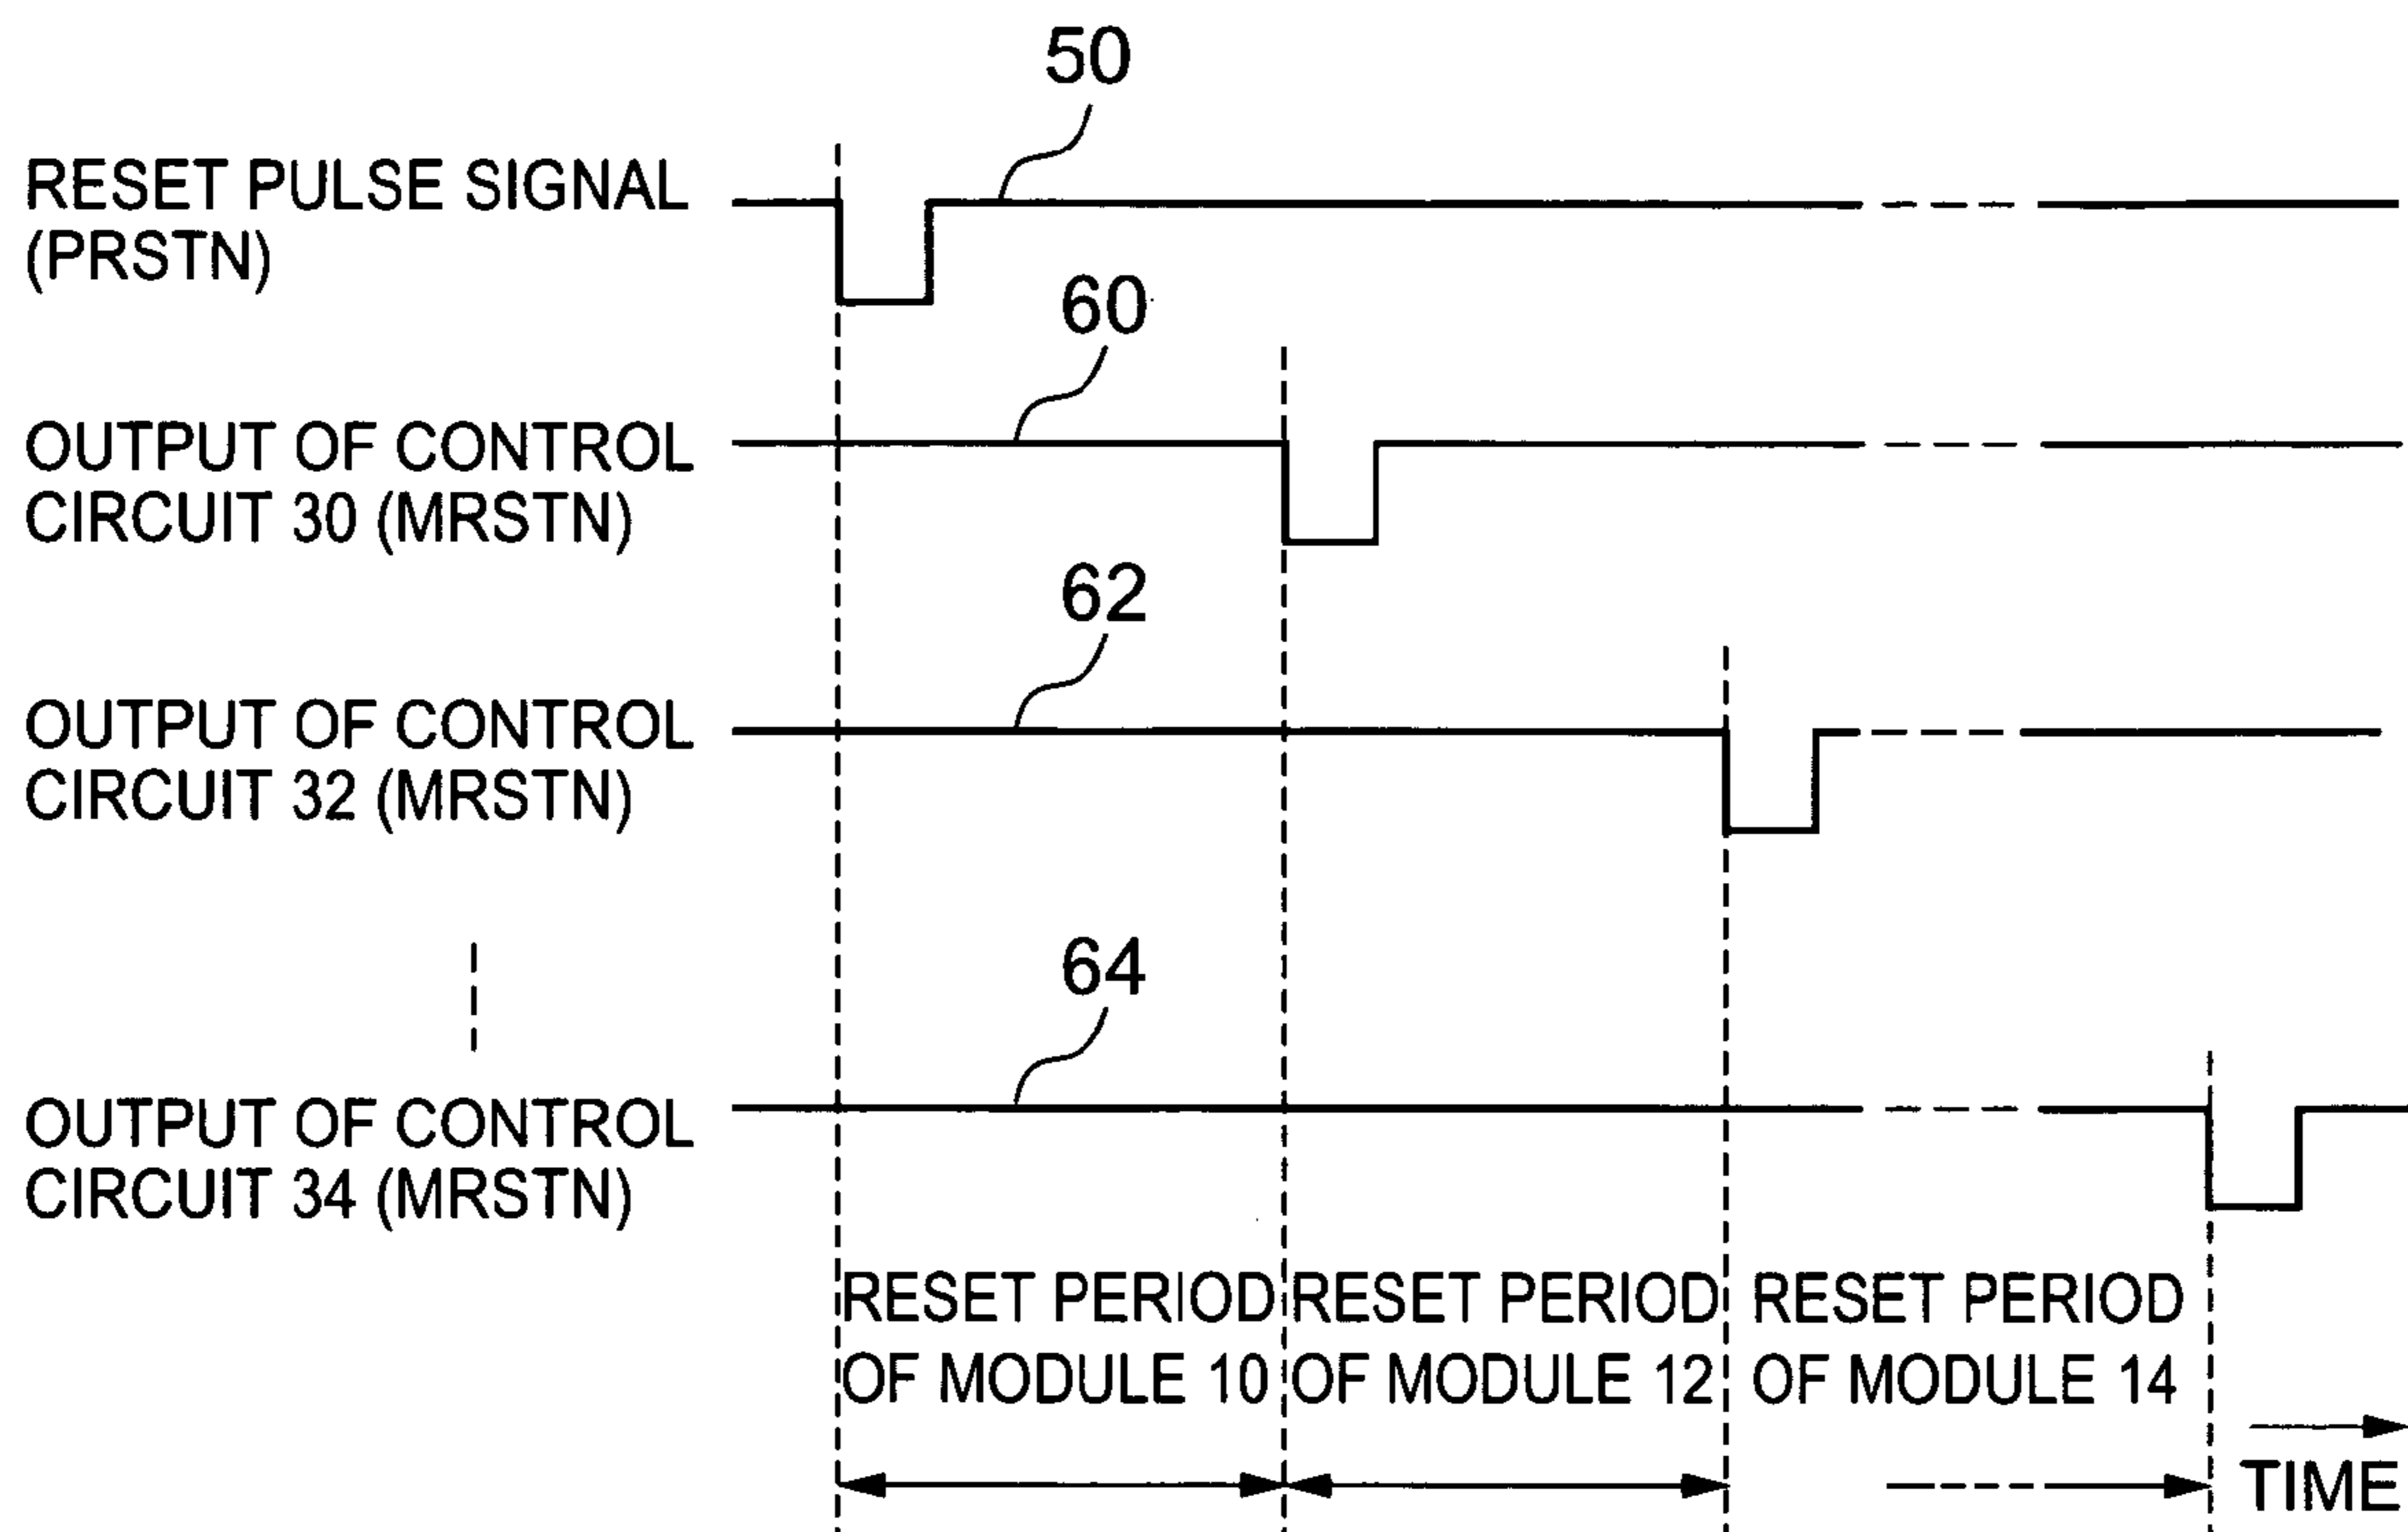 50
RESET PULSE SIGNAL
(PRSTN)
60
OUTPUT OF CONTROL
CIRCUIT 30 (MRSTN)
62
OUTPUT OF CONTROL
CIRCUIT 32 (MRSTN)
64
OUTPUT OF CONTROL
CIRCUIT 34 (MRSTN)
RESET PERIOD
OF MODULE 10
RESET PERIOD
OF MODULE 12
RESET PERIOD
OF MODULE 14
TIME